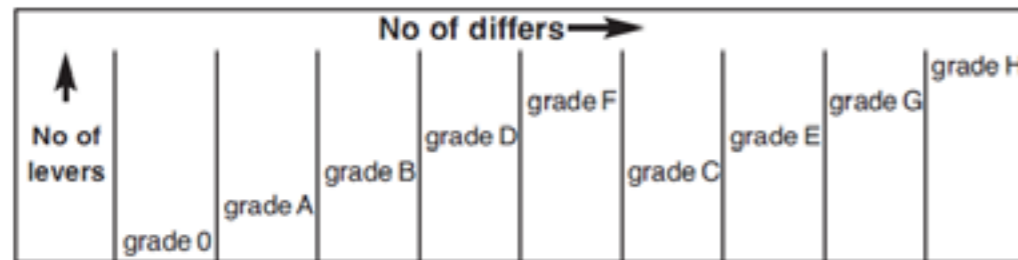 No of differs
No of
levers
grade 0
grade A
grade B
grade D
grade F
grade C
grade E
grade G
grade H